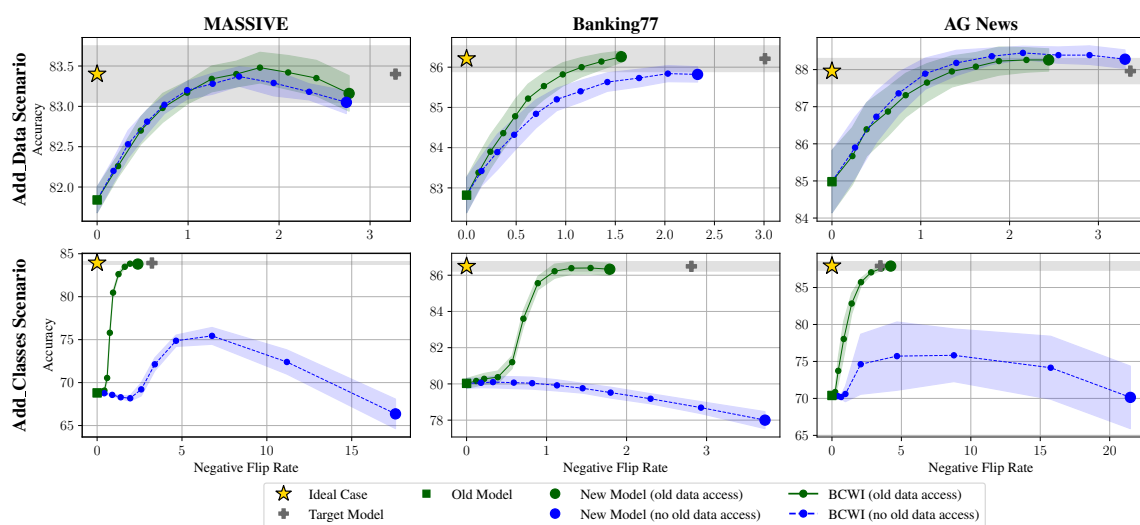 MASSIVE
Banking77
AG News
Add_Data Scenario
Accuracy
83.5
83.0
82.5
82.0
0 1 2 3
86
85
84
83
0.0 0.5 1.0 1.5 2.0 2.5 3.0
88
87
86
85
84
0 1 2 3
Add_Classes Scenario
Accuracy
85
80
75
70
65
0 5 10 15
Negative Flip Rate
86
84
82
80
78
0 1 2 3
Negative Flip Rate
85
80
75
70
65
0 5 10 15 20
Negative Flip Rate
Ideal Case
Target Model
Old Model
New Model (old data access)
New Model (no old data access)
BCWI (old data access)
BCWI (no old data access)